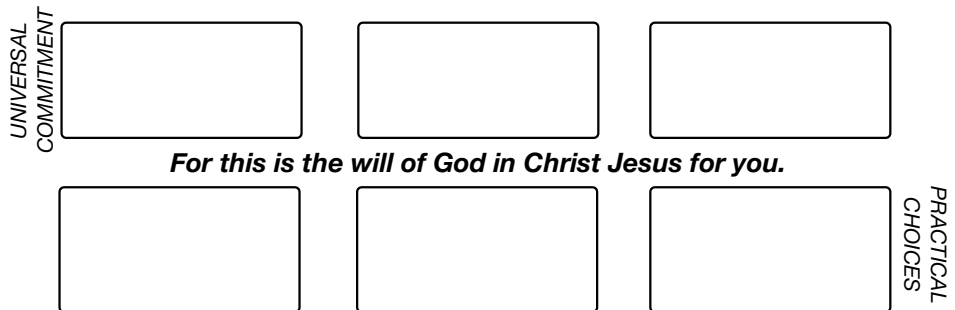 UNIVERSAL
COMMITMENT
For this is the will of God in Christ Jesus for you.
PRACTICAL
CHOICES